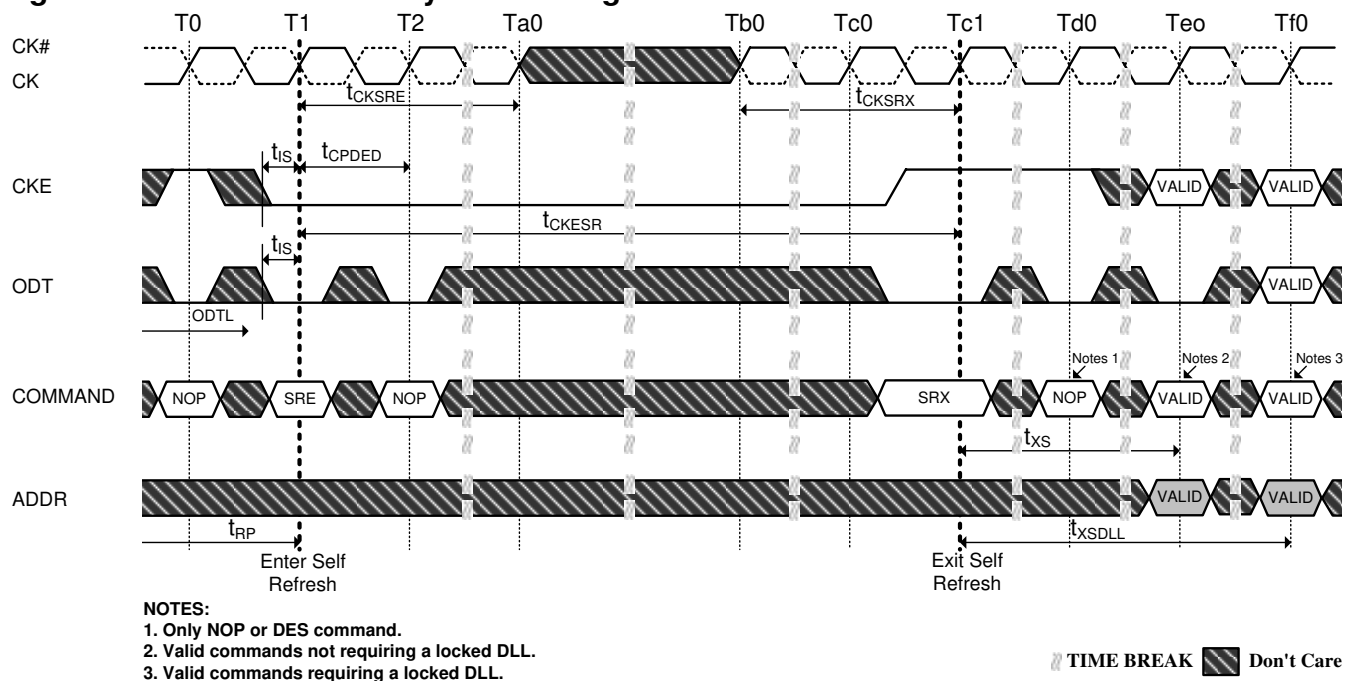 T0 T1 T2 Ta0 Tb0 Tc0 Tc1 Td0 Teo Tf0
CK#
CK
tCKSRE tCKSRX
tIS tCPDED
CKE VALID VALID
tCKESR
tIS
ODT VALID
ODTL
Notes 1 Notes 2 Notes 3
COMMAND NOP SRE NOP SRX NOP VALID VALID
tXS
ADDR VALID VALID
tRP tXSDLL
Enter Self
Refresh
Exit Self
Refresh
NOTES:
1. Only NOP or DES command.
2. Valid commands not requiring a locked DLL.
3. Valid commands requiring a locked DLL.
TIME BREAK Don't Care